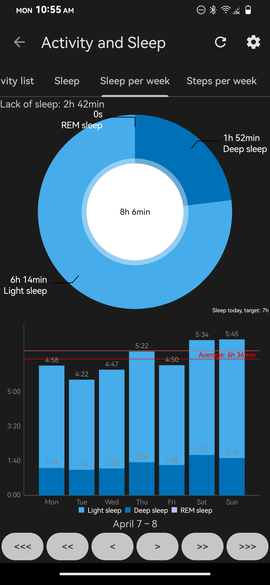 MON 10:55 AM
Activity and Sleep
vity list Sleep Sleep per week Steps per week
Lack of sleep: 2h 42min
0s
REM sleep
1h 52min
Deep sleep
8h 6min
6h 14min
Light sleep
Sleep today, target: 7h
5:34 5:45
5:22
Average: 6h 36min
4:58 4:22 4:47 4:50
5:00
3:20
1:40
0:00
Mon Tue Wed Thu Fri Sat Sun
Light sleep Deep sleep REM sleep
April 7 – 8
<<< << < > >> >>>